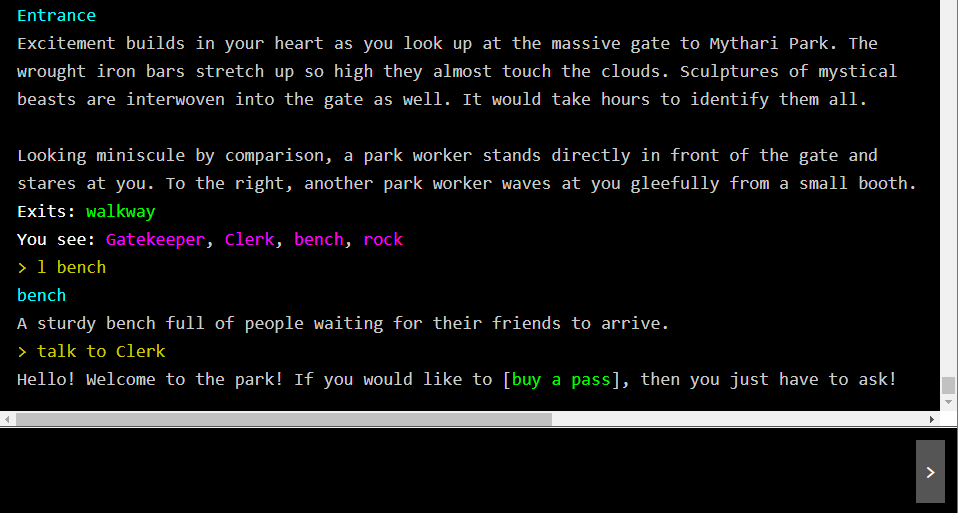 Entrance
Excitement builds in your heart as you look up at the massive gate to Mythari Park. The
wrought iron bars stretch up so high they almost touch the clouds. Sculptures of mystical
beasts are interwoven into the gate as well. It would take hours to identify them all.
Looking miniscule by comparison, a park worker stands directly in front of the gate and
stares at you. To the right, another park worker waves at you gleefully from a small booth.
Exits: walkway
You see: Gatekeeper, Clerk, bench, rock
> l bench
bench
A sturdy bench full of people waiting for their friends to arrive.
> talk to Clerk
Hello! Welcome to the park! If you would like to [buy a pass], then you just have to ask!
>